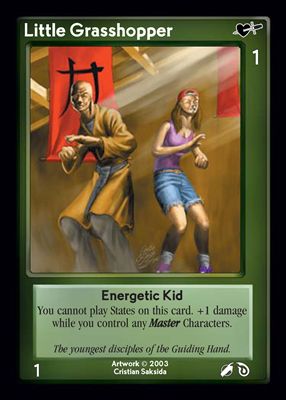 Little Grasshopper
1
力
Energetic Kid
You cannot play States on this card. +1 damage
while you control any Master Characters.
The youngest disciples of the Guiding Hand.
Artwork © 2003
Cristian Saksida
1